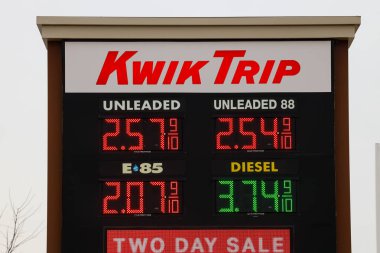 KWIK TRIP
UNLEADED UNLEADED 88
2.57 9/10 2.54 9/10
E-85 DIESEL
2.07 9/10 3.74 9/10
TWO DAY SALE